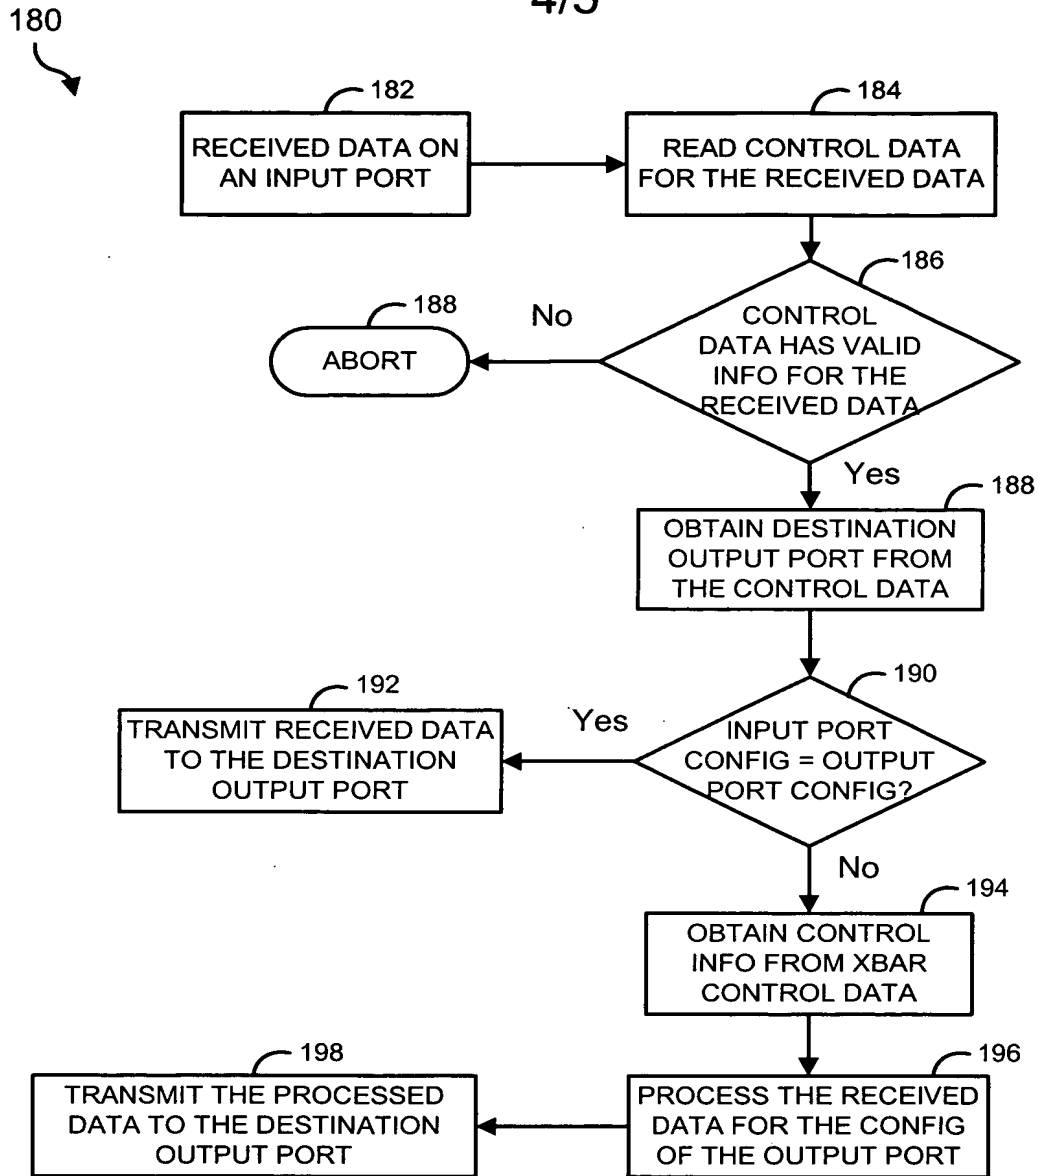 4/5
180
182
RECEIVED DATA ON
AN INPUT PORT
184
READ CONTROL DATA
FOR THE RECEIVED DATA
186
CONTROL
DATA HAS VALID
INFO FOR THE
RECEIVED DATA
No
188
ABORT
Yes
188
OBTAIN DESTINATION
OUTPUT PORT FROM
THE CONTROL DATA
190
INPUT PORT
CONFIG = OUTPUT
PORT CONFIG?
Yes
192
TRANSMIT RECEIVED DATA
TO THE DESTINATION
OUTPUT PORT
No
194
OBTAIN CONTROL
INFO FROM XBAR
CONTROL DATA
196
PROCESS THE RECEIVED
DATA FOR THE CONFIG
OF THE OUTPUT PORT
198
TRANSMIT THE PROCESSED
DATA TO THE DESTINATION
OUTPUT PORT